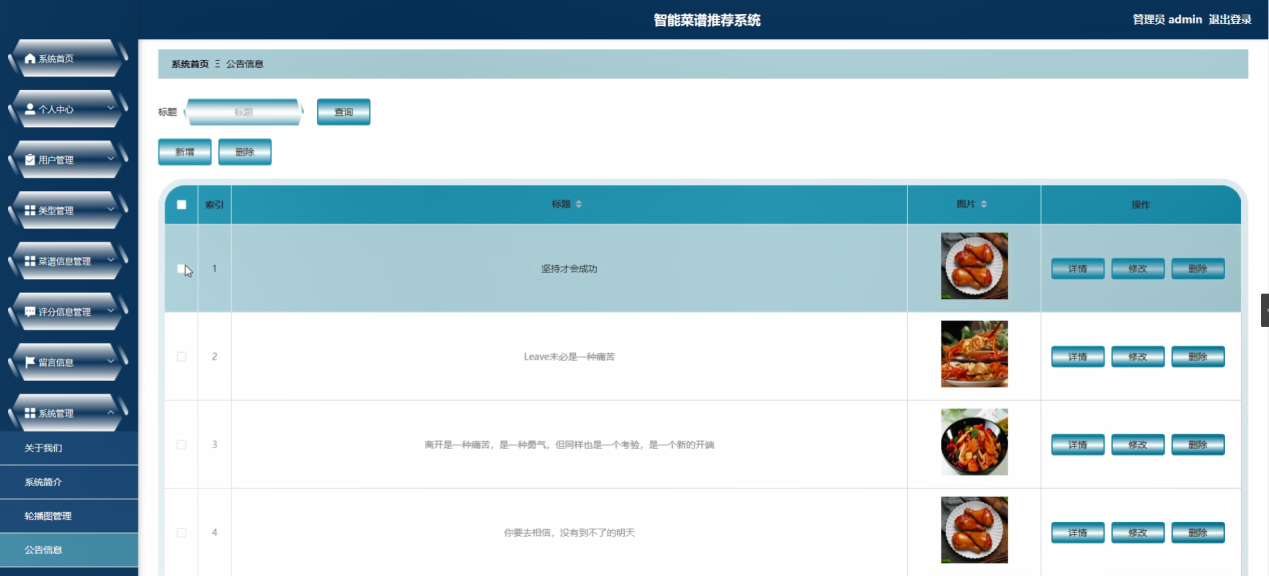 智能菜谱推荐系统
管理员 admin 退出登录
系统首页
个人中心
用户管理
类型管理
菜谱信息管理
评分信息管理
留言信息
系统管理
关于我们
系统简介
轮播图管理
公告信息
系统首页 Ξ 公告信息
标题 标题 查询
新增 删除
索引 标题 图片 操作
1 坚持才会成功 详情 修改 删除
2 Leave未必是一种痛苦 详情 修改 删除
3 离开是一种痛苦，是一种勇气，但同样也是一个考验，是一个新的开端 详情 修改 删除
4 你要去相信，没有到不了的明天 详情 修改 删除